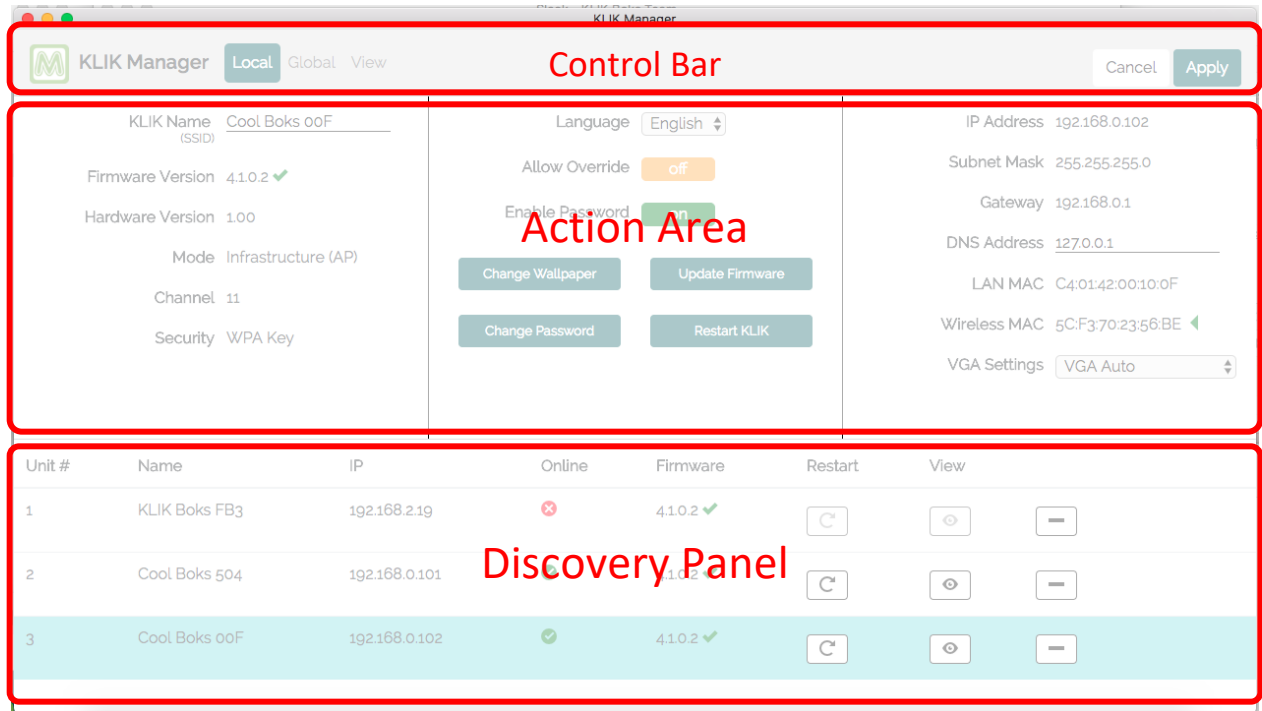 KLIK Manager
KLIK Manager Local Global View Control Bar Cancel Apply
KLIK Name Cool Boks 00F
(SSID)
Firmware Version 4.1.0.2
Hardware Version 1.00
Mode Infrastructure (AP)
Channel 11
Security WPA Key
Language English
Allow Override off
Enable Password on
Action Area
Change Wallpaper Update Firmware
Change Password Restart KLIK
IP Address 192.168.0.102
Subnet Mask 255.255.255.0
Gateway 192.168.0.1
DNS Address 127.0.0.1
LAN MAC C4:01:42:00:10:0F
Wireless MAC 5C:F3:70:23:56:BE
VGA Settings VGA Auto
Unit # Name IP Online Firmware Restart View
1 KLIK Boks FB3 192.168.2.19 4.1.0.2
Discovery Panel
2 Cool Boks 504 192.168.0.101 4.1.0.2
3 Cool Boks 00F 192.168.0.102 4.1.0.2